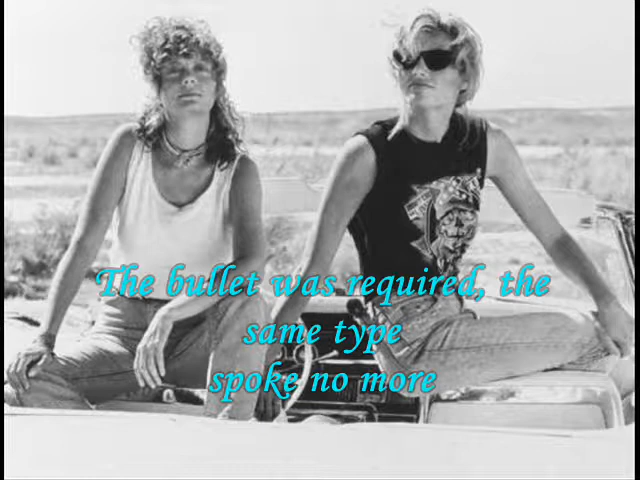 The bullet was required, the
same type
spoke no more